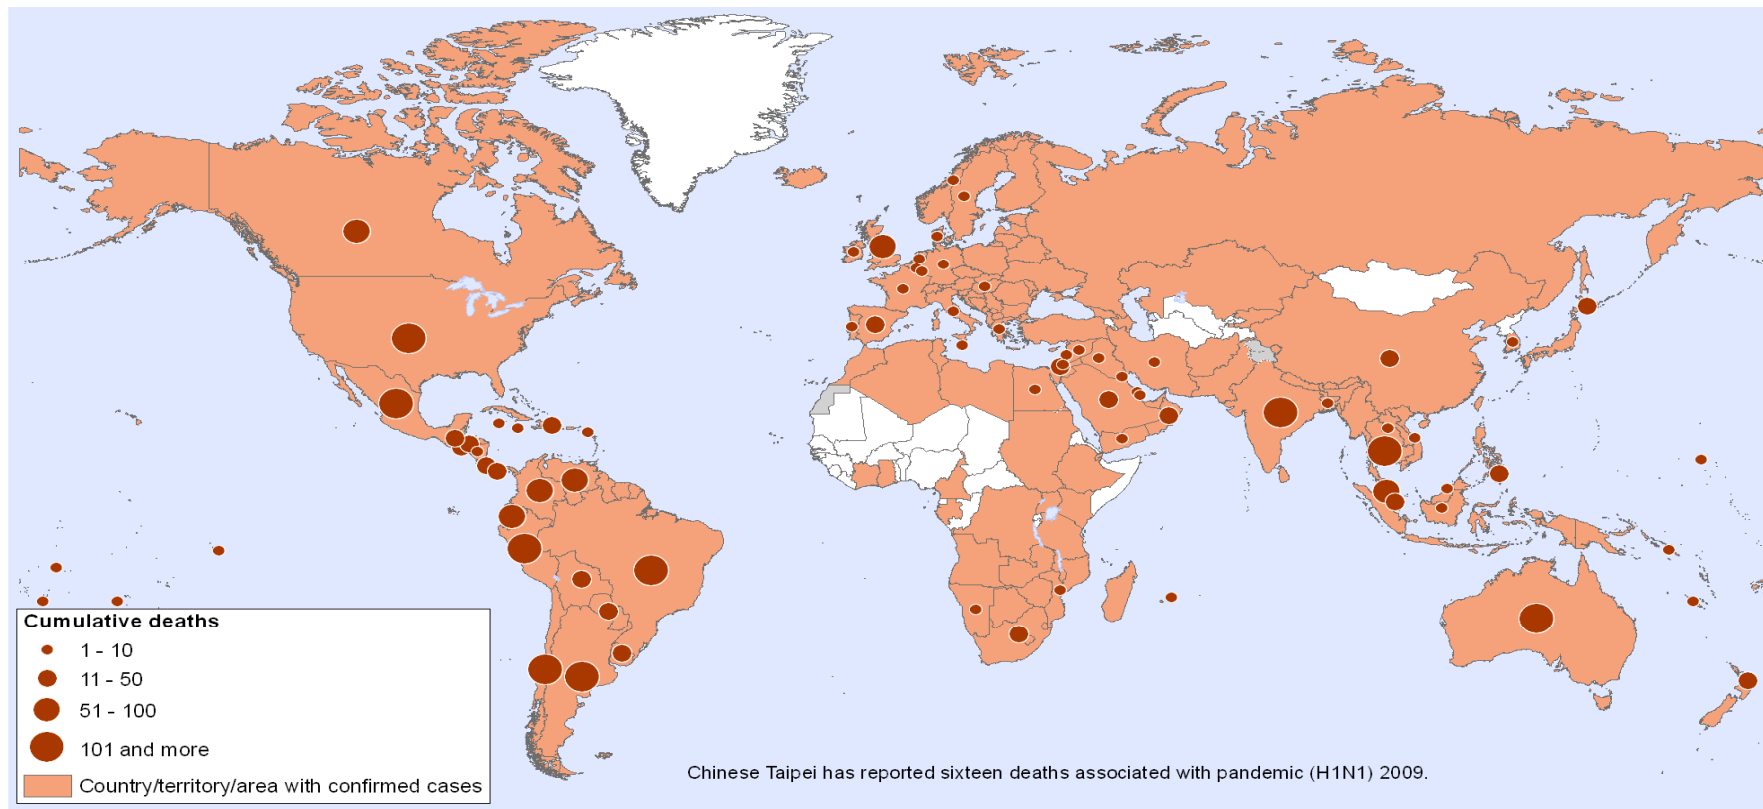 Cumulative deaths
1 - 10
11 - 50
51 - 100
101 and more
Country/territory/area with confirmed cases
Chinese Taipei has reported sixteen deaths associated with pandemic (H1N1) 2009.